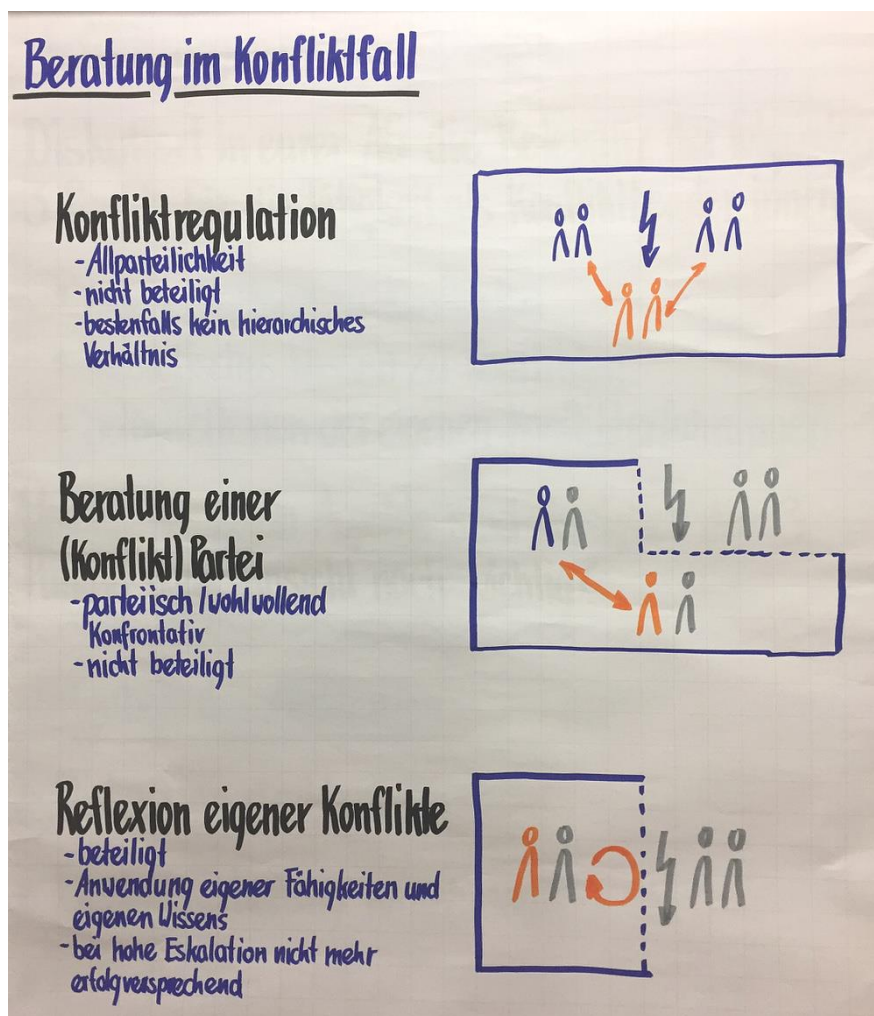 Beratung im Konfliktfall
Konfliktregulation
-Allparteilichkeit
-nicht beteiligt
-bestenfalls kein hierarchisches
Verhältnis
Beratung einer
(Konflikt) Partei
-parteiisch/wohlwollend
Konfrontativ
-nicht beteiligt
Reflexion eigener Konflikte
-beteiligt
-Anwendung eigener Fähigkeiten und
eigenen Wissens
-bei hohe Eskalation nicht mehr
erfolgversprechend